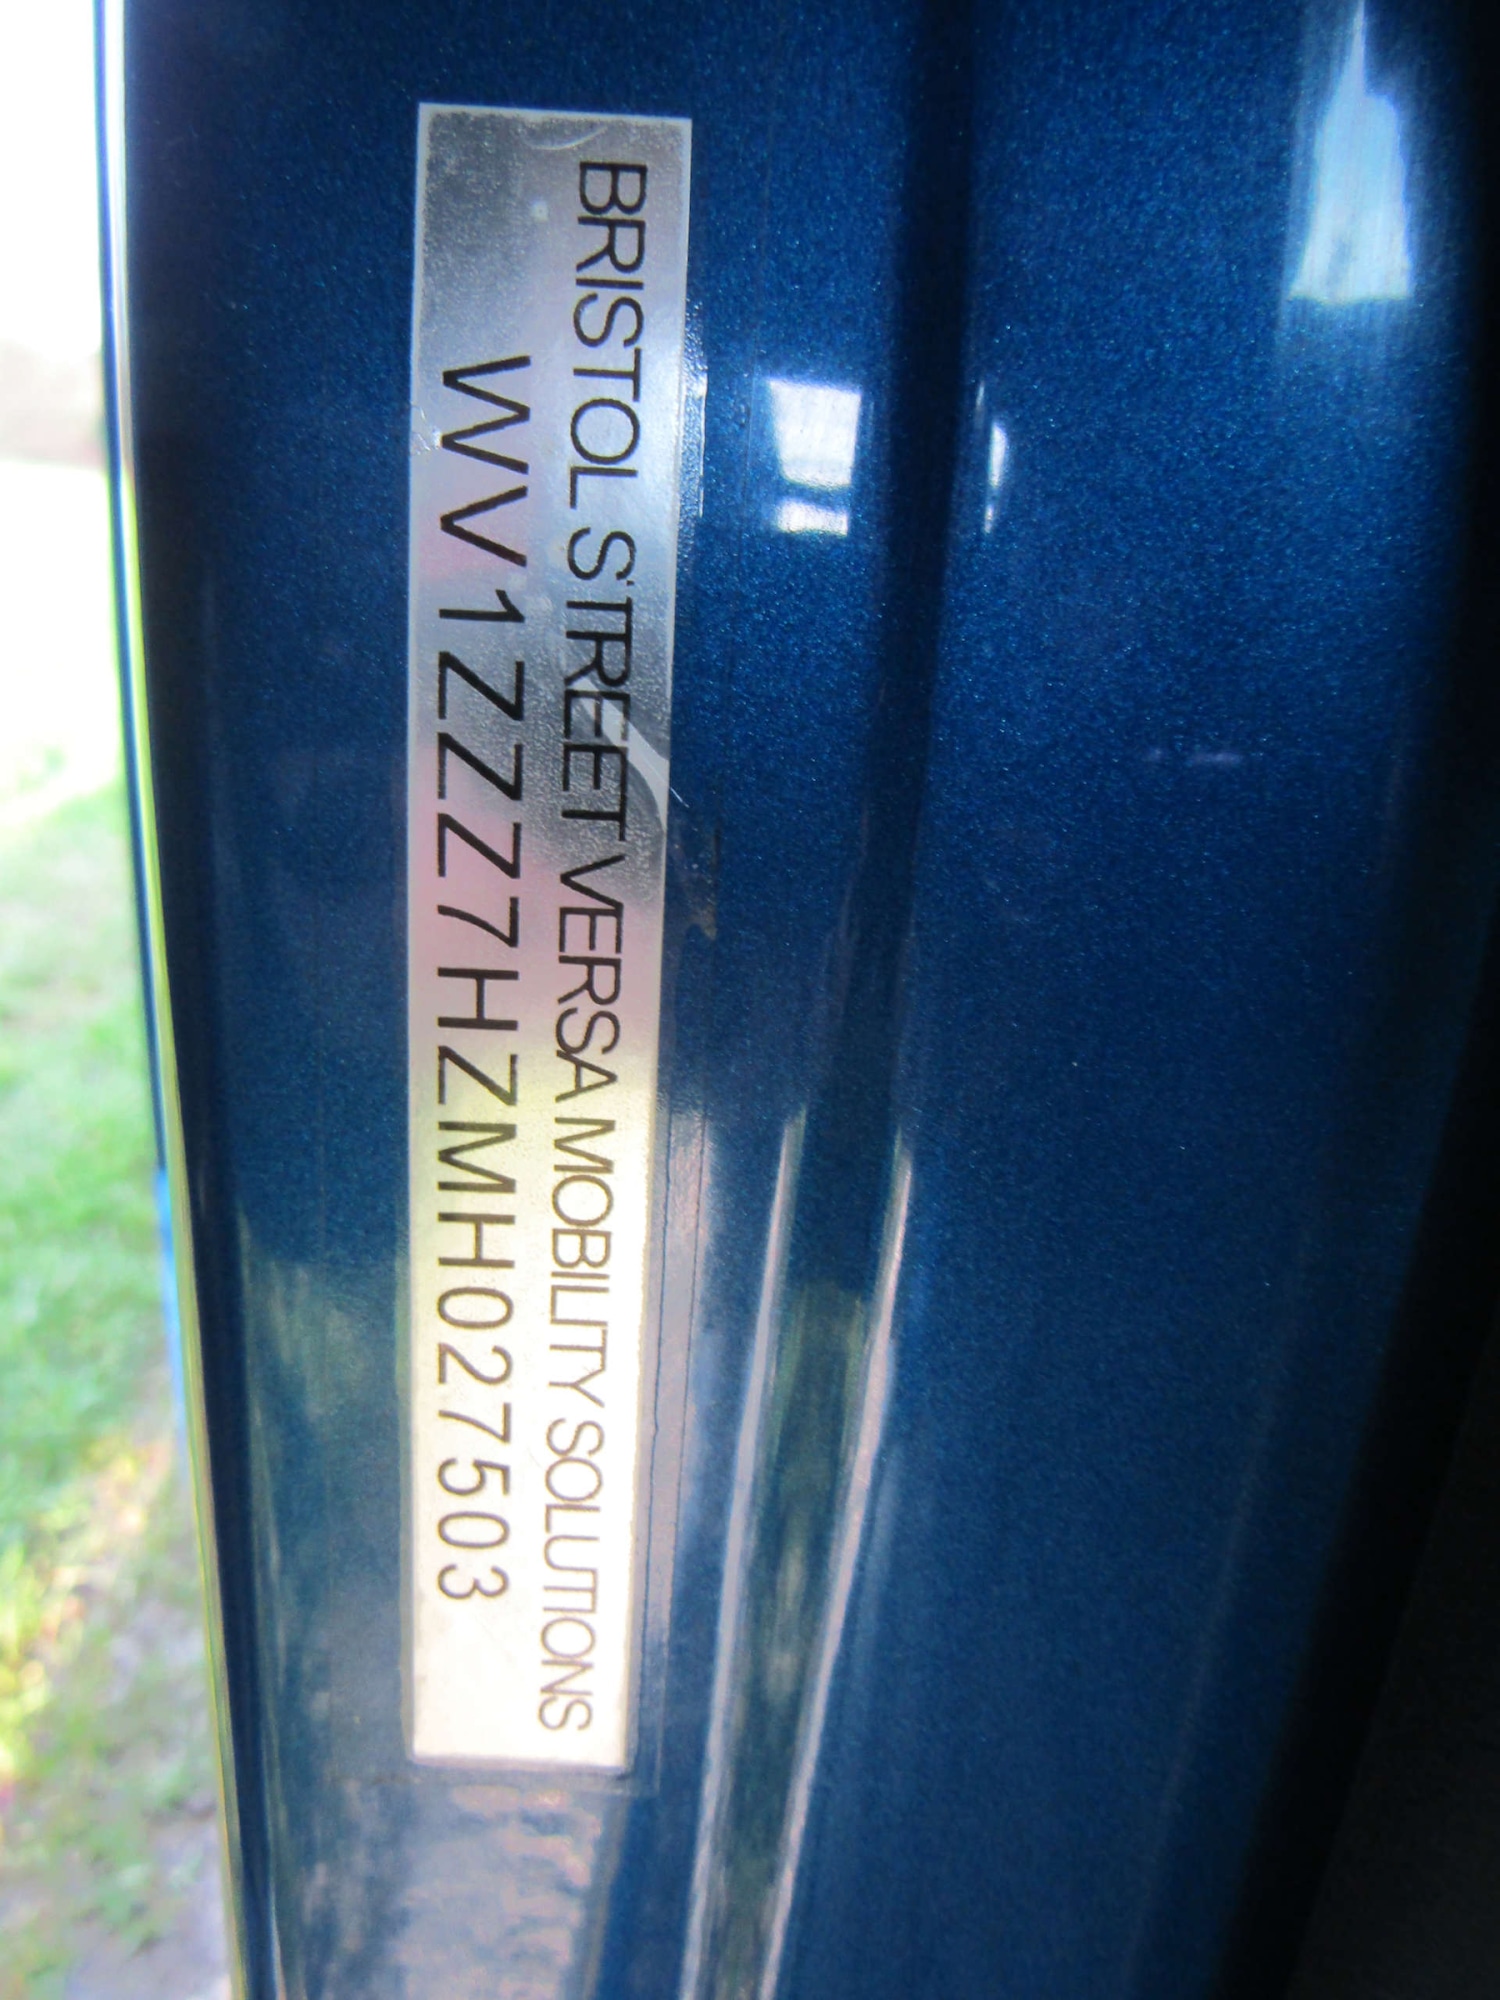 BRISTOL STREET VERSA MOBILITY SOLUTIONS
WV1ZZZ7HZMH027503